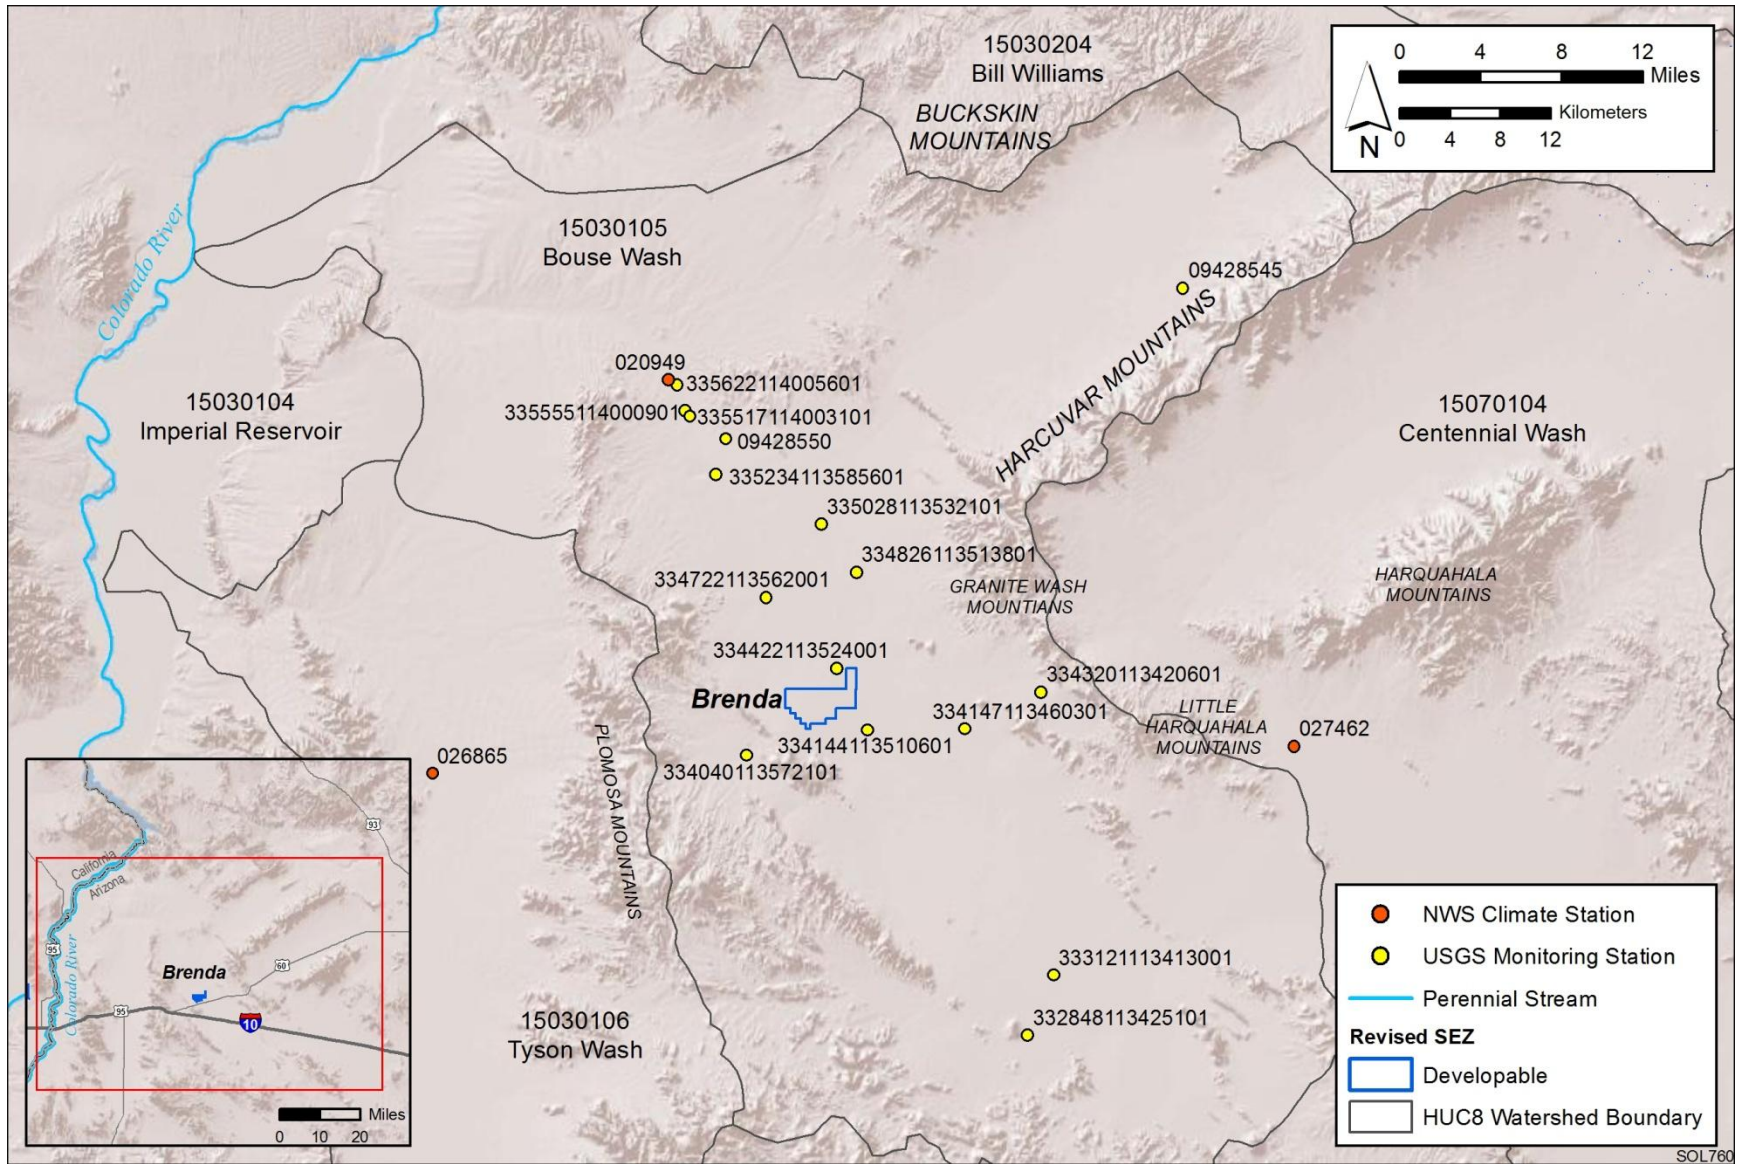 15030204
Bill Williams
BUCKSKIN
MOUNTAINS
0 4 8 12
Miles
Kilometers
0 4 8 12
N
Colorado River
15030105
Bouse Wash
09428545
HARCUVAR MOUNTAINS
020949
335622114005601
335555114000901
335517114003101
09428550
15030104
Imperial Reservoir
15070104
Centennial Wash
335234113585601
335028113532101
334826113513801
334722113562001
GRANITE WASH
MOUNTIANS
HARQUAHALA
MOUNTAINS
334422113524001
334320113420601
Brenda
334147113460301
LITTLE
HARQUAHALA
MOUNTAINS
027462
334144113510601
334040113572101
026865
PLOMOSA MOUNTAINS
333121113413001
332848113425101
15030106
Tyson Wash
93
California
Arizona
95
Colorado River
Brenda
60
95
10
Miles
0 10 20
NWS Climate Station
USGS Monitoring Station
Perennial Stream
Revised SEZ
Developable
HUC8 Watershed Boundary
SOL760